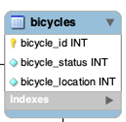 bicycles
bicycle_id INT
bicycle_status INT
bicycle_location INT
Indexes